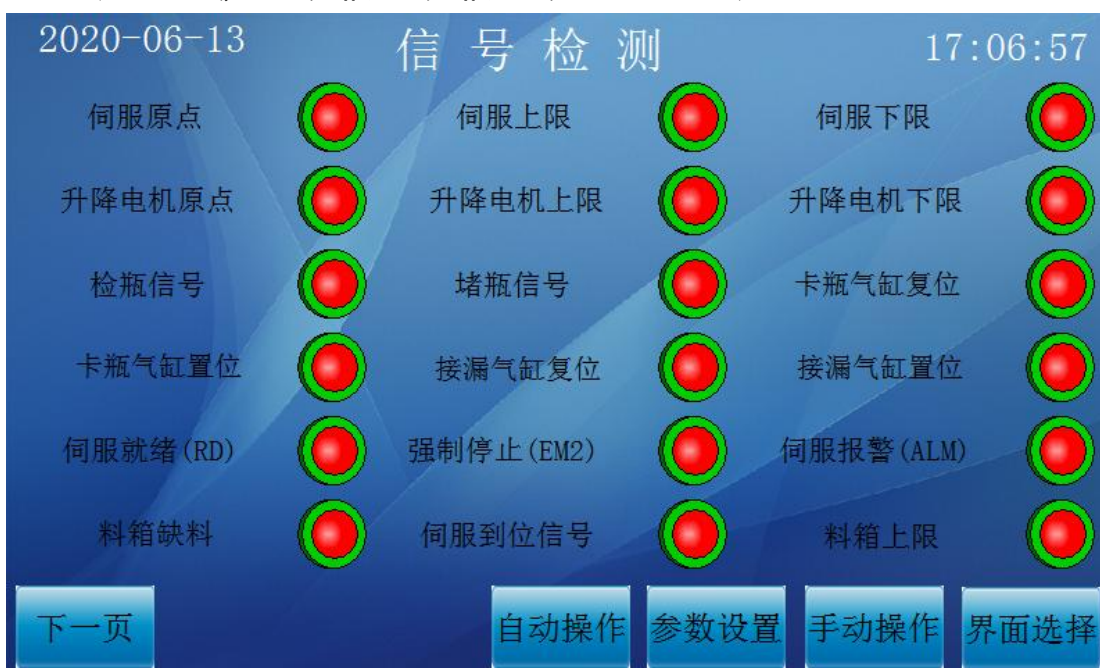 2020-06-13 信号检测 17:06:57
伺服原点 伺服上限 伺服下限
升降电机原点 升降电机上限 升降电机下限
检瓶信号 堵瓶信号 卡瓶气缸复位
卡瓶气缸置位 接漏气缸复位 接漏气缸置位
伺服就绪(RD) 强制停止(EM2) 伺服报警(ALM)
料箱缺料 伺服到位信号 料箱上限
下一页 自动操作 参数设置 手动操作 界面选择